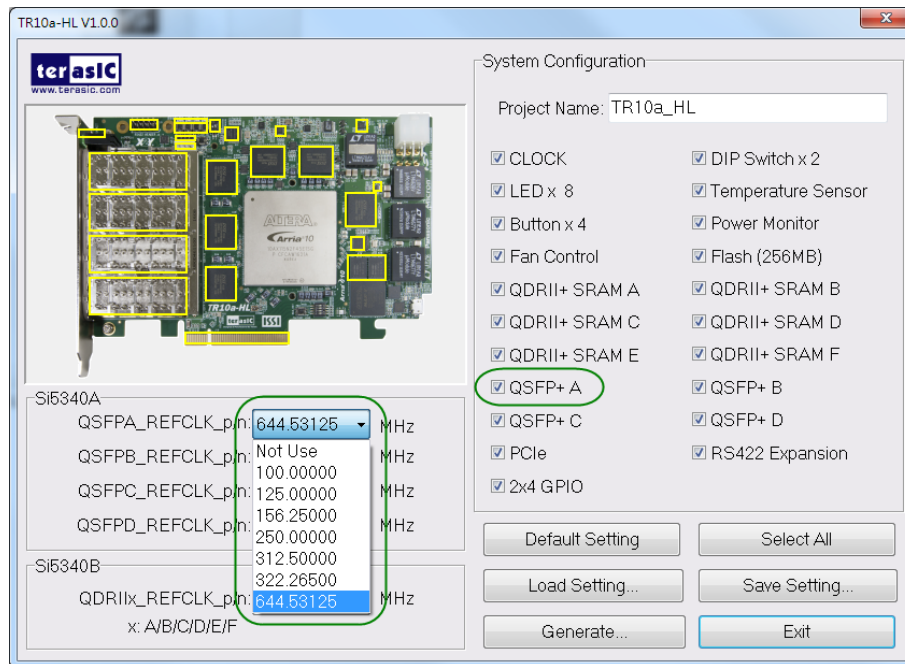 TR10a-HL V1.0.0
terasIC
www.terasic.com
XY
ALTERA
Arria 10
TR10a-HL
terasIC ISSI
System Configuration
Project Name: TR10a_HL
CLOCK
DIP Switch x 2
LED x 8
Temperature Sensor
Button x 4
Power Monitor
Fan Control
Flash (256MB)
QDRII+ SRAM A
QDRII+ SRAM B
QDRII+ SRAM C
QDRII+ SRAM D
QDRII+ SRAM E
QDRII+ SRAM F
QSFP+ A
QSFP+ B
QSFP+ C
QSFP+ D
PCIe
RS422 Expansion
2x4 GPIO
Si5340A
QSFPA_REFCLK_p/n: 644.53125 MHz
QSFPB_REFCLK_p/n: MHz
QSFPC_REFCLK_p/n: MHz
QSFPD_REFCLK_p/n: MHz
Not Use
100.00000
125.00000
156.25000
250.00000
312.50000
322.26500
644.53125
Si5340B
QDRIIx_REFCLK_p/n: MHz
x: A/B/C/D/E/F
Default Setting
Select All
Load Setting...
Save Setting...
Generate...
Exit